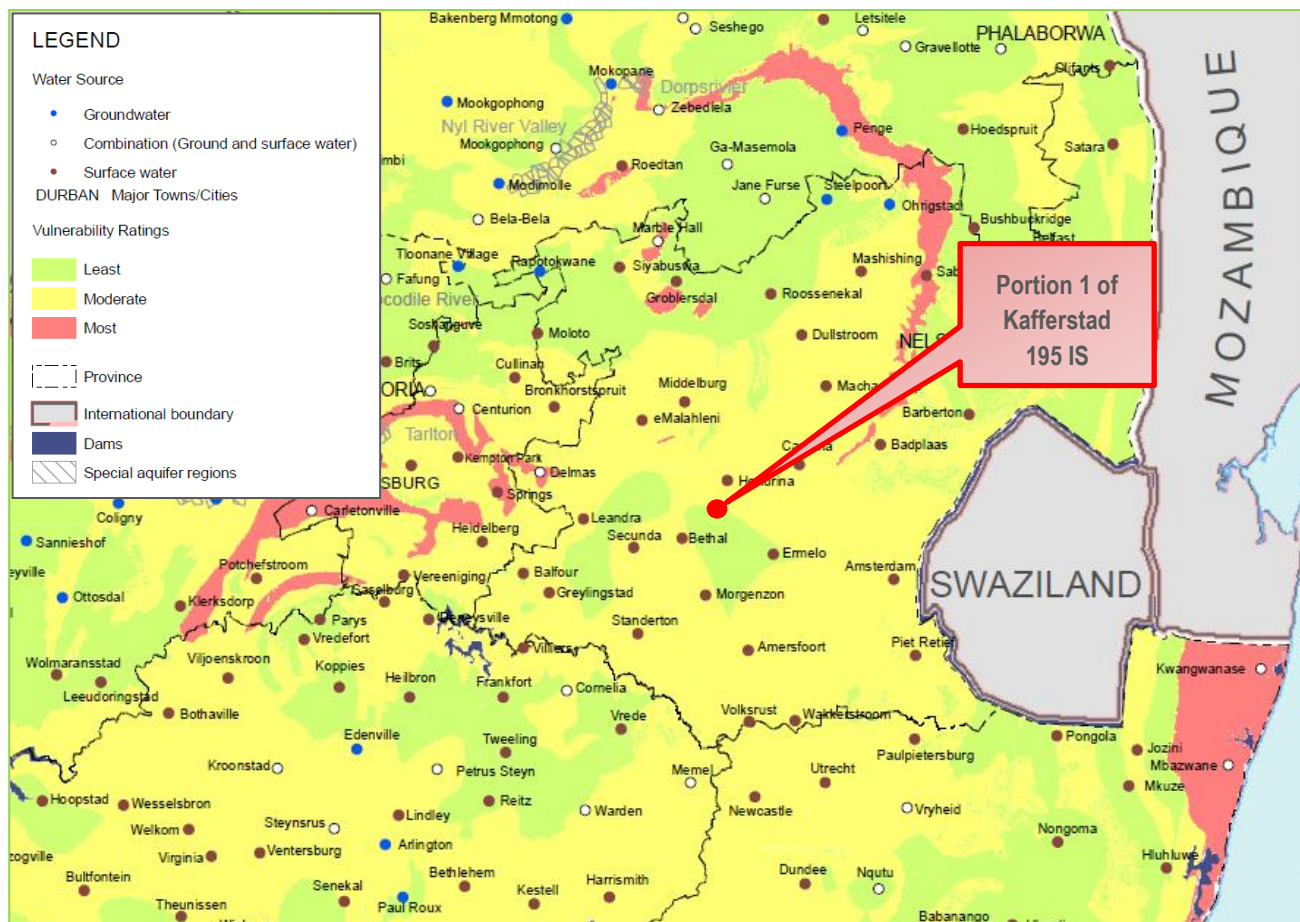 LEGEND
Water Source
Groundwater
Combination (Ground and surface water)
Surface water
DURBAN Major Towns/Cities
Vulnerability Ratings
Least
Moderate
Most
Province
International boundary
Dams
Special aquifer regions
Bakenberg Mmotong
Seshego
Letsitele
Gravellotte
PHALABORWA
Olifants
Mokopane
Dorpsrivier
Zebediela
Mookgophong
Nyl River Valley
Mookgophong
Penge
Hoedspruit
Satara
Ga-Masemola
Roedtan
Modimolle
Jane Furse
Steelpoort
Ohrigstad
Bela-Bela
Bushbuckridge
Marble Hall
Tloonane Village
Rapotokwane
Siyabuswa
Mashishing
Fafung
Groblersdal
Roossenekal
Soshanguve
Moloto
Dullstroom
Brits
Cullinan
Middelburg
Bronkhorstspruit
Centurion
eMalahleni
Barberton
Tarlton
Badplaas
Kempton Park
Delmas
Springs
Carletonville
Coligny
Heidelberg
Leandra
Secunda
Bethal
Sannieshof
Ermelo
Potchefstroom
Vereeniging
Balfour
Amsterdam
Ottosdal
Klerksdorp
Greylingstad
Morgenzon
Parys
Standerton
Vredefort
Villiers
Amersfoort
Piet Retief
Wolmaransstad
Viljoenskroon
Koppies
Leeudoringstad
Heilbron
Frankfort
Cornelia
Bothaville
Vrede
Volksrust
Wakkerstroom
Edenville
Tweeling
Paulpietersburg
Pongola
Kroonstad
Petrus Steyn
Memel
Utrecht
Jozini
Mbazwane
Mkuze
Hoopstad
Wesselsbron
Reitz
Warden
Newcastle
Vryheid
Welkom
Steynsrus
Lindley
Nongoma
Virginia
Ventersburg
Arlington
Hluhluwe
Bultfontein
Senekal
Bethlehem
Kestell
Harrismith
Dundee
Nqutu
Theunissen
Paul Roux
Babanango
Kwangwanase
SWAZILAND
MOZAMBIQUE
Portion 1 of
Kafferstad
195 IS